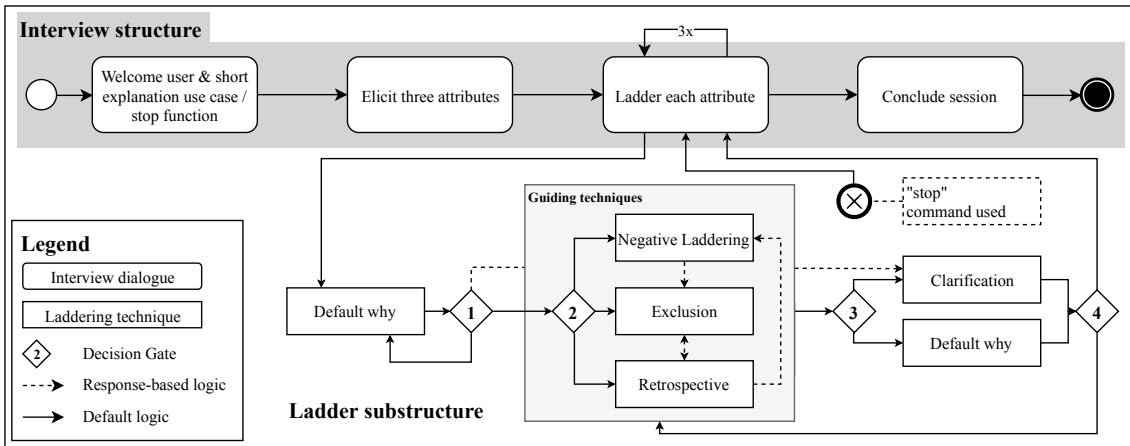 Interview structure
3x
Welcome user & short
explanation use case /
stop function
Elicit three attributes
Ladder each attribute
Conclude session
"stop"
command used
Guiding techniques
Negative Laddering
Legend
Interview dialogue
Laddering technique
2
Decision Gate
Response-based logic
Default logic
Default why
1
2
Exclusion
Retrospective
3
Clarification
Default why
4
Ladder substructure